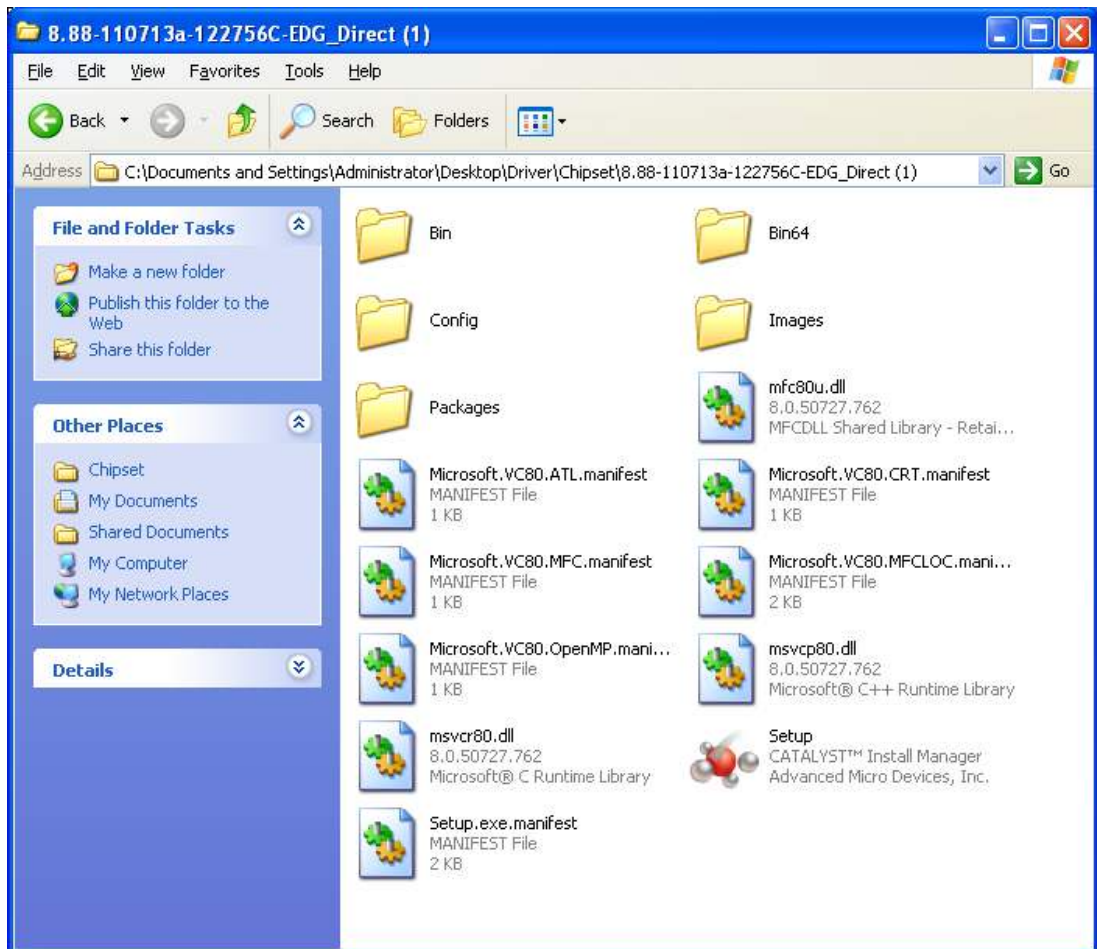 8.88-110713a-122756C-EDG_Direct (1)
File Edit View Favorites Tools Help
Back Search Folders
Address C:\Documents and Settings\Administrator\Desktop\Driver\Chipset\8.88-110713a-122756C-EDG_Direct (1) Go
File and Folder Tasks
Make a new folder
Publish this folder to the
Web
Share this folder
Other Places
Chipset
My Documents
Shared Documents
My Computer
My Network Places
Details
Bin
Bin64
Config
Images
Packages
mfc80u.dll
8.0.50727.762
MFCDLL Shared Library - Retai...
Microsoft.VC80.ATL.manifest
MANIFEST File
1 KB
Microsoft.VC80.CRT.manifest
MANIFEST File
1 KB
Microsoft.VC80.MFC.manifest
MANIFEST File
1 KB
Microsoft.VC80.MFCLOC.mani...
MANIFEST File
2 KB
Microsoft.VC80.OpenMP.mani...
MANIFEST File
1 KB
msvcp80.dll
8.0.50727.762
Microsoft® C++ Runtime Library
msvcr80.dll
8.0.50727.762
Microsoft® C Runtime Library
Setup
CATALYST™ Install Manager
Advanced Micro Devices, Inc.
Setup.exe.manifest
MANIFEST File
2 KB